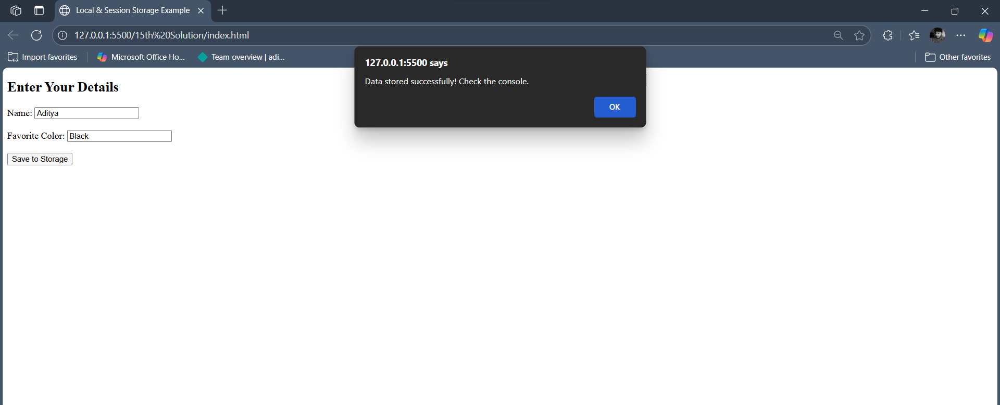 Local & Session Storage Example
127.0.0.1:5500/15th%20Solution/index.html
Import favorites
Microsoft Office Ho...
Team overview | adi...
Other favorites
127.0.0.1:5500 says
Data stored successfully! Check the console.
OK
Enter Your Details
Name: Aditya
Favorite Color: Black
Save to Storage